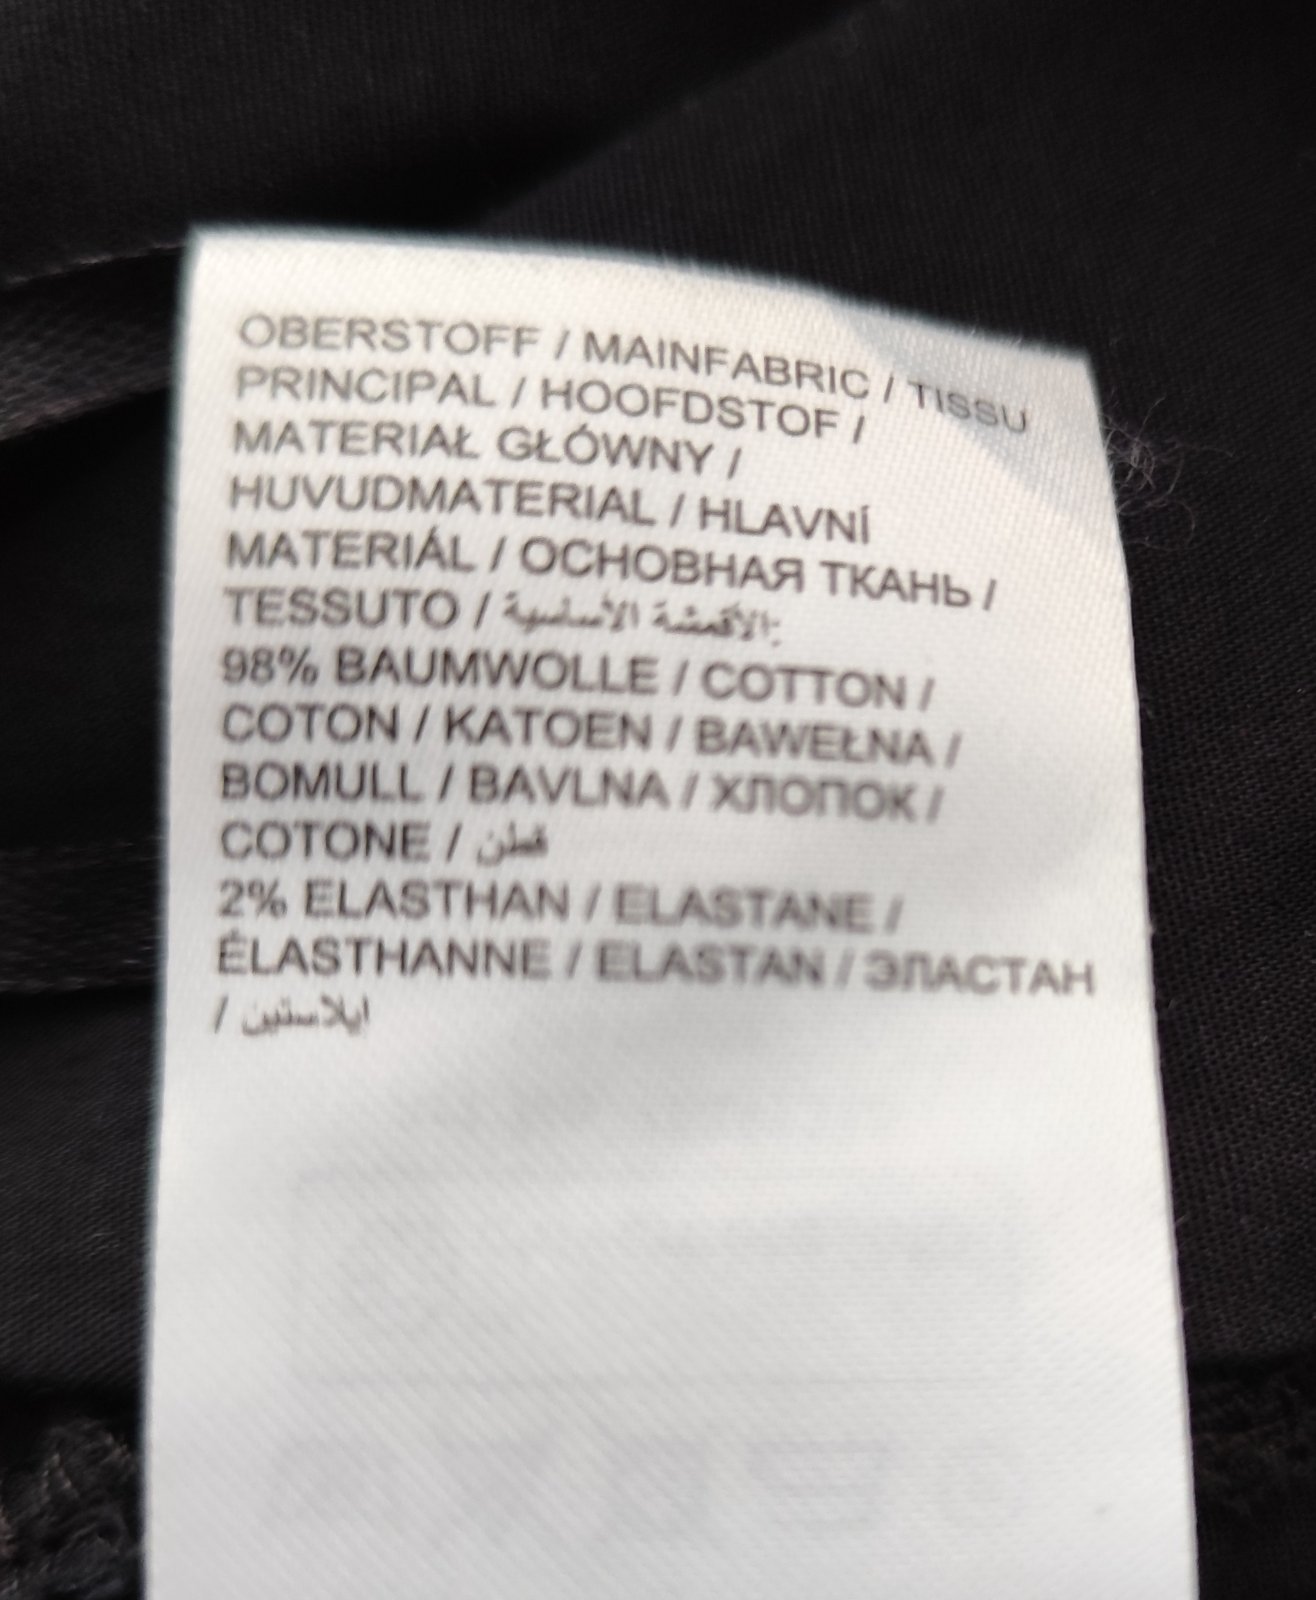 OBERSTOFF / MAINFABRIC / TISSU
PRINCIPAL / HOOFDSTOF /
MATERIAŁ GŁÓWNY /
HUVUDMATERIAL / HLAVNÍ
MATERIÁL / ОСНОВНАЯ ТКАНЬ /
TESSUTO / الأقمشة الأساسية:
98% BAUMWOLLE / COTTON /
COTON / KATOEN / BAWEŁNA /
BOMULL / BAVLNA / ХЛОПОК /
COTONE / قطن
2% ELASTHAN / ELASTANE /
ÉLASTHANNE / ELASTAN / ЭЛАСТАН
/ ايلاستين